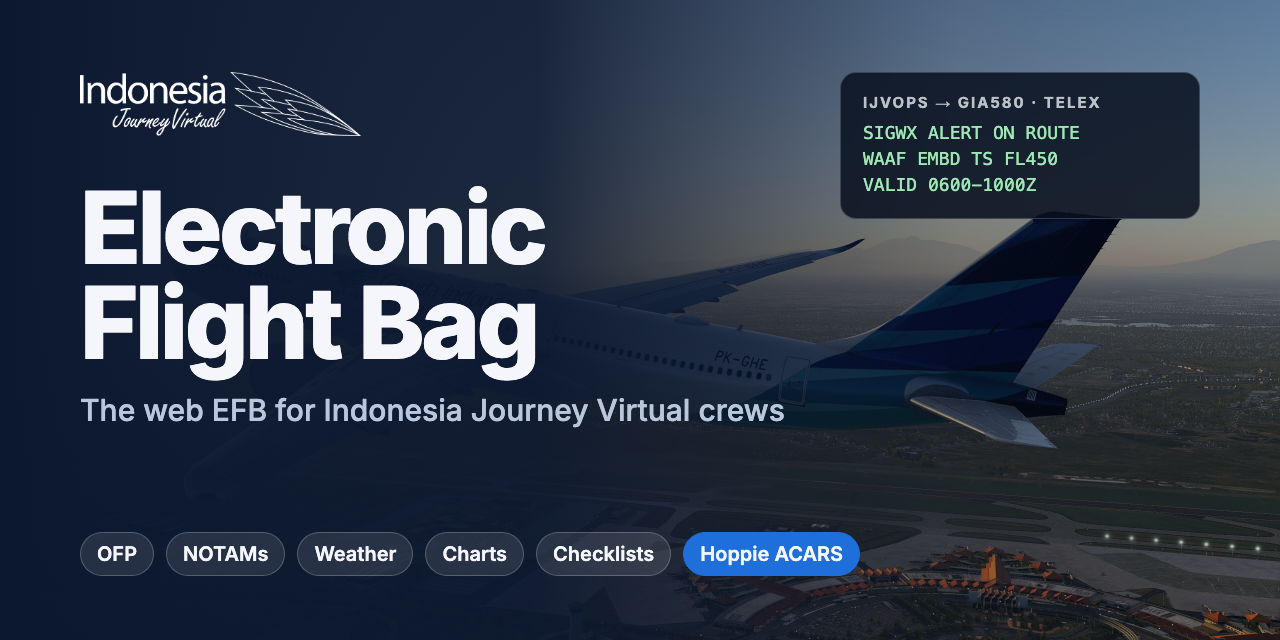 Indonesia
Journey Virtual
IJVOPS → GIA580 · TELEX
SIGWX ALERT ON ROUTE
WAAF EMBD TS FL450
VALID 0600–1000Z
Electronic
Flight Bag
PK-GHE
The web EFB for Indonesia Journey Virtual crews
OFP
NOTAMs
Weather
Charts
Checklists
Hoppie ACARS